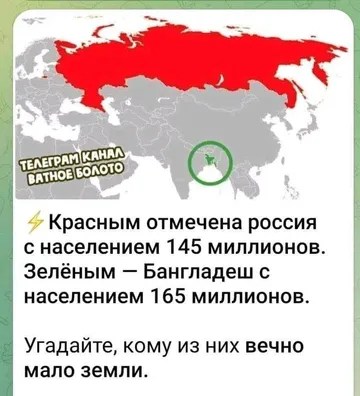 ТЕЛЕГРАМ КАНАЛ
ВАТНОЕ БОЛОТО
⚡Красным отмечена россия
с населением 145 миллионов.
Зелёным — Бангладеш с
населением 165 миллионов.
Угадайте, кому из них вечно
мало земли.